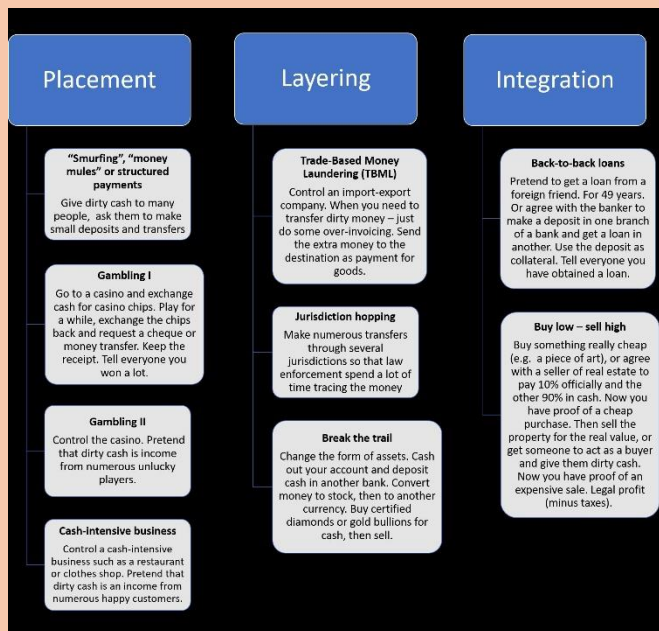 Placement
"Smurfing", "money
mules" or structured
payments
Give dirty cash to many
people, ask them to make
small deposits and transfers
Gambling I
Go to a casino and exchange
cash for casino chips. Play for
a while, exchange the chips
back and request a cheque or
money transfer. Keep the
receipt. Tell everyone you
won a lot.
Gambling II
Control the casino. Pretend
that dirty cash is income
from numerous unlucky
players.
Cash-intensive business
Control a cash-intensive
business such as a restaurant
or clothes shop. Pretend that
dirty cash is an income from
numerous happy customers.
Layering
Trade-Based Money
Laundering (TBML)
Control an import-export
company. When you need to
transfer dirty money – just
do some over-invoicing. Send
the extra money to the
destination as payment for
goods.
Jurisdiction hopping
Make numerous transfers
through several
jurisdictions so that law
enforcement spend a lot of
time tracing the money
Break the trail
Change the form of assets. Cash
out your account and deposit
cash in another bank. Convert
money to stock, then to another
currency. Buy certified
diamonds or gold bullions for
cash, then sell.
Integration
Back-to-back loans
Pretend to get a loan from a
foreign friend. For 49 years.
Or agree with the banker to
make a deposit in one branch
of a bank and get a loan in
another. Use the deposit as
collateral. Tell everyone you
have obtained a loan.
Buy low – sell high
Buy something really cheap
(e.g. a piece of art), or agree
with a seller of real estate to
pay 10% officially and the
other 90% in cash. Now you
have proof of a cheap
purchase. Then sell the
property for the real value, or
get someone to act as a buyer
and give them dirty cash.
Now you have proof of an
expensive sale. Legal profit
(minus taxes).